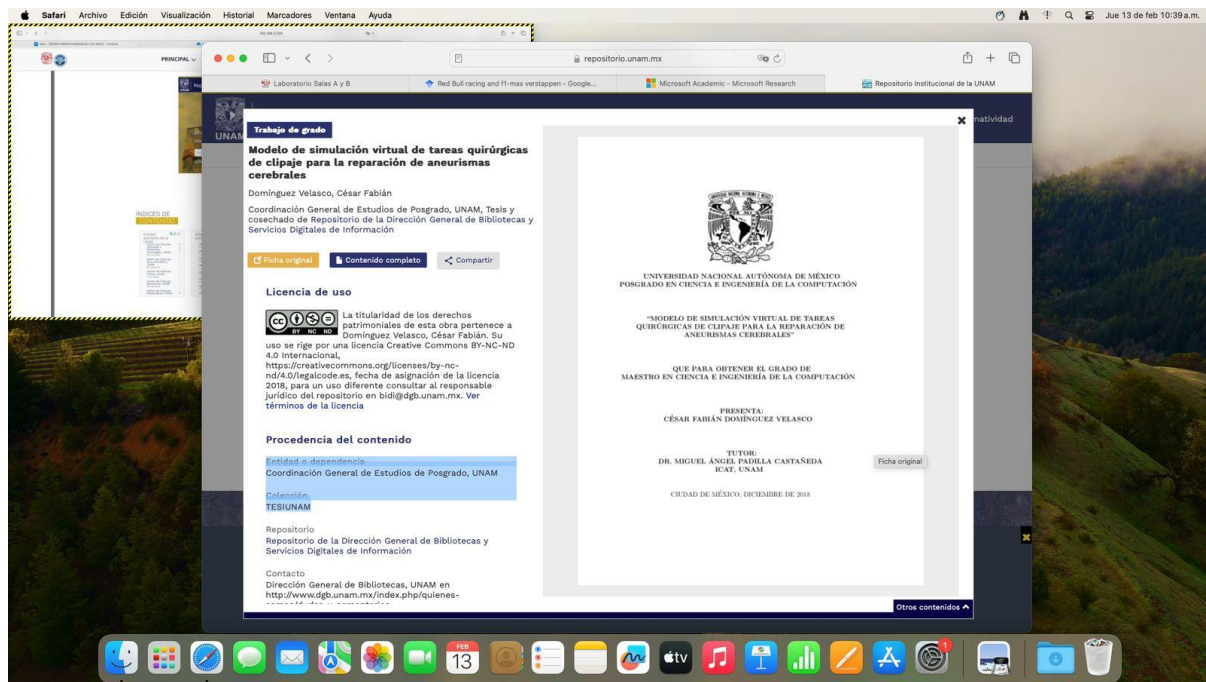 Safari Archivo Edición Visualización Historial Marcadores Ventana Ayuda
Jue 13 de feb 10:39 a.m.
PRINCIPAL
ÍNDICES DE
CONTENIDO
repositorio.unam.mx
Laboratorio Salas A y B
Red Bull racing and f1-max verstappen - Google...
Microsoft Academic - Microsoft Research
Repositorio Institucional de la UNAM
UNAM
matividad
Trabajo de grado
Modelo de simulación virtual de tareas quirúrgicas
de clipaje para la reparación de aneurismas
cerebrales
Domínguez Velasco, César Fabián
Coordinación General de Estudios de Posgrado, UNAM, Tesis y
cosechado de Repositorio de la Dirección General de Bibliotecas y
Servicios Digitales de Información
Ficha original
Contenido completo
Compartir
Licencia de uso
cc
BY NC ND
La titularidad de los derechos
patrimoniales de esta obra pertenece a
Domínguez Velasco, César Fabián. Su
uso se rige por una licencia Creative Commons BY-NC-ND
4.0 Internacional,
https://creativecommons.org/licenses/by-nc-
nd/4.0/legalcode.es, fecha de asignación de la licencia
2018, para un uso diferente consultar al responsable
jurídico del repositorio en bidi@dgb.unam.mx. Ver
términos de la licencia
Procedencia del contenido
Entidad o dependencia
Coordinación General de Estudios de Posgrado, UNAM
Colección
TESIUNAM
Repositorio
Repositorio de la Dirección General de Bibliotecas y
Servicios Digitales de Información
Contacto
Dirección General de Bibliotecas, UNAM en
http://www.dgb.unam.mx/index.php/quienes-
UNIVERSIDAD NACIONAL AUTÓNOMA DE MÉXICO
POSGRADO EN CIENCIA E INGENIERÍA DE LA COMPUTACIÓN
“MODELO DE SIMULACIÓN VIRTUAL DE TAREAS
QUIRÚRGICAS DE CLIPAJE PARA LA REPARACIÓN DE
ANEURISMAS CEREBRALES”
QUE PARA OBTENER EL GRADO DE
MAESTRO EN CIENCIA E INGENIERÍA DE LA COMPUTACIÓN
PRESENTA:
CÉSAR FABIÁN DOMÍNGUEZ VELASCO
TUTOR:
DR. MIGUEL ÁNGEL PADILLA CASTAÑEDA
ICAT, UNAM
CIUDAD DE MÉXICO, DICIEMBRE DE 2018
Ficha original
Otros contenidos
FEB
13
tv
1